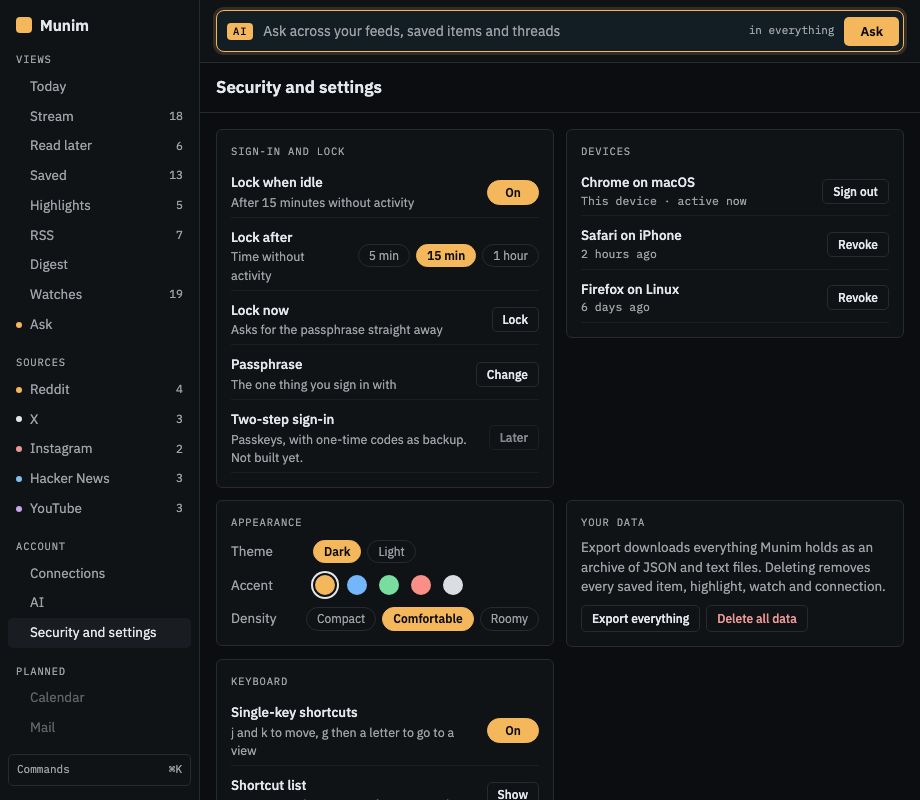 Munim
VIEWS
Today
Stream 18
Read later 6
Saved 13
Highlights 5
RSS 7
Digest
Watches 19
Ask
SOURCES
Reddit 4
X 3
Instagram 2
Hacker News 3
YouTube 3
ACCOUNT
Connections
AI
Security and settings
PLANNED
Calendar
Mail
Commands ⌘K
AI Ask across your feeds, saved items and threads in everything Ask
Security and settings
SIGN-IN AND LOCK
Lock when idle
After 15 minutes without activity
On
Lock after
Time without
activity
5 min 15 min 1 hour
Lock now
Asks for the passphrase straight away
Lock
Passphrase
The one thing you sign in with
Change
Two-step sign-in
Passkeys, with one-time codes as backup.
Not built yet.
Later
DEVICES
Chrome on macOS
This device · active now
Sign out
Safari on iPhone
2 hours ago
Revoke
Firefox on Linux
6 days ago
Revoke
APPEARANCE
Theme Dark Light
Accent
Density Compact Comfortable Roomy
YOUR DATA
Export downloads everything Munim holds as an
archive of JSON and text files. Deleting removes
every saved item, highlight, watch and connection.
Export everything Delete all data
KEYBOARD
Single-key shortcuts
j and k to move, g then a letter to go to a
view
On
Shortcut list
Show